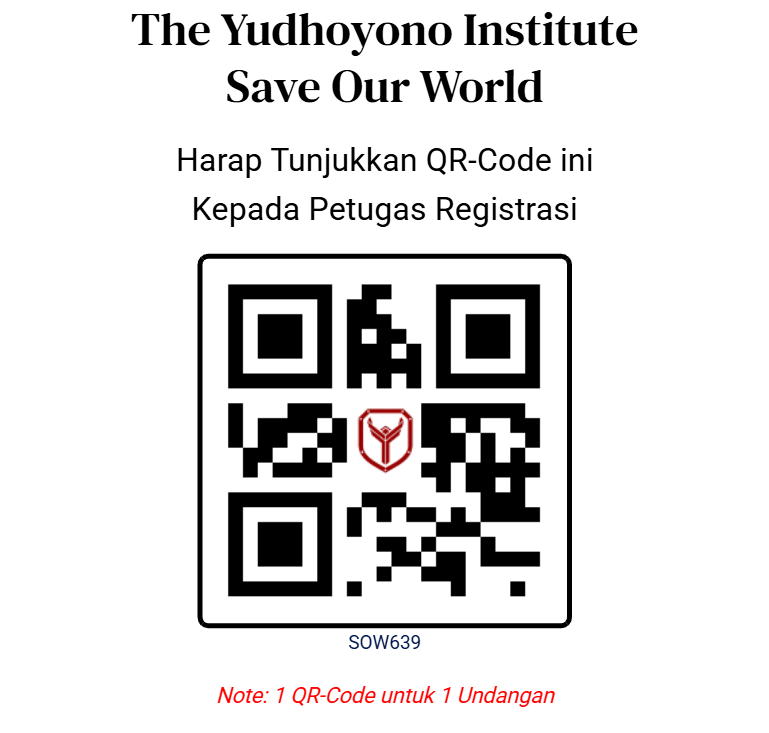 The Yudhoyono Institute
Save Our World
Harap Tunjukkan QR-Code ini
Kepada Petugas Registrasi
SOW639
Note: 1 QR-Code untuk 1 Undangan